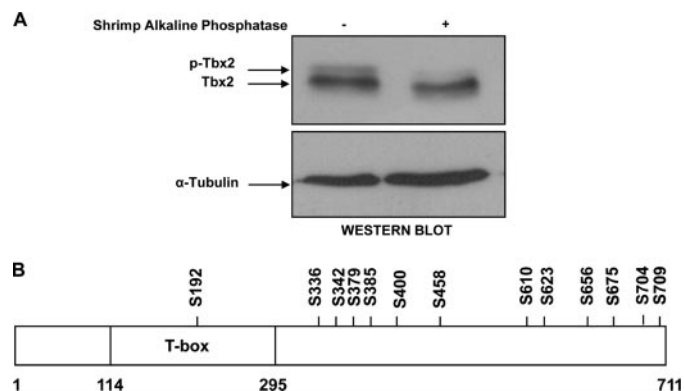 A
Shrimp Alkaline Phosphatase - +
p-Tbx2
Tbx2
α-Tubulin
WESTERN BLOT
B
S192 S336 S342 S379 S385 S400 S458 S610 S623 S656 S675 S704 S709
T-box
1 114 295 711